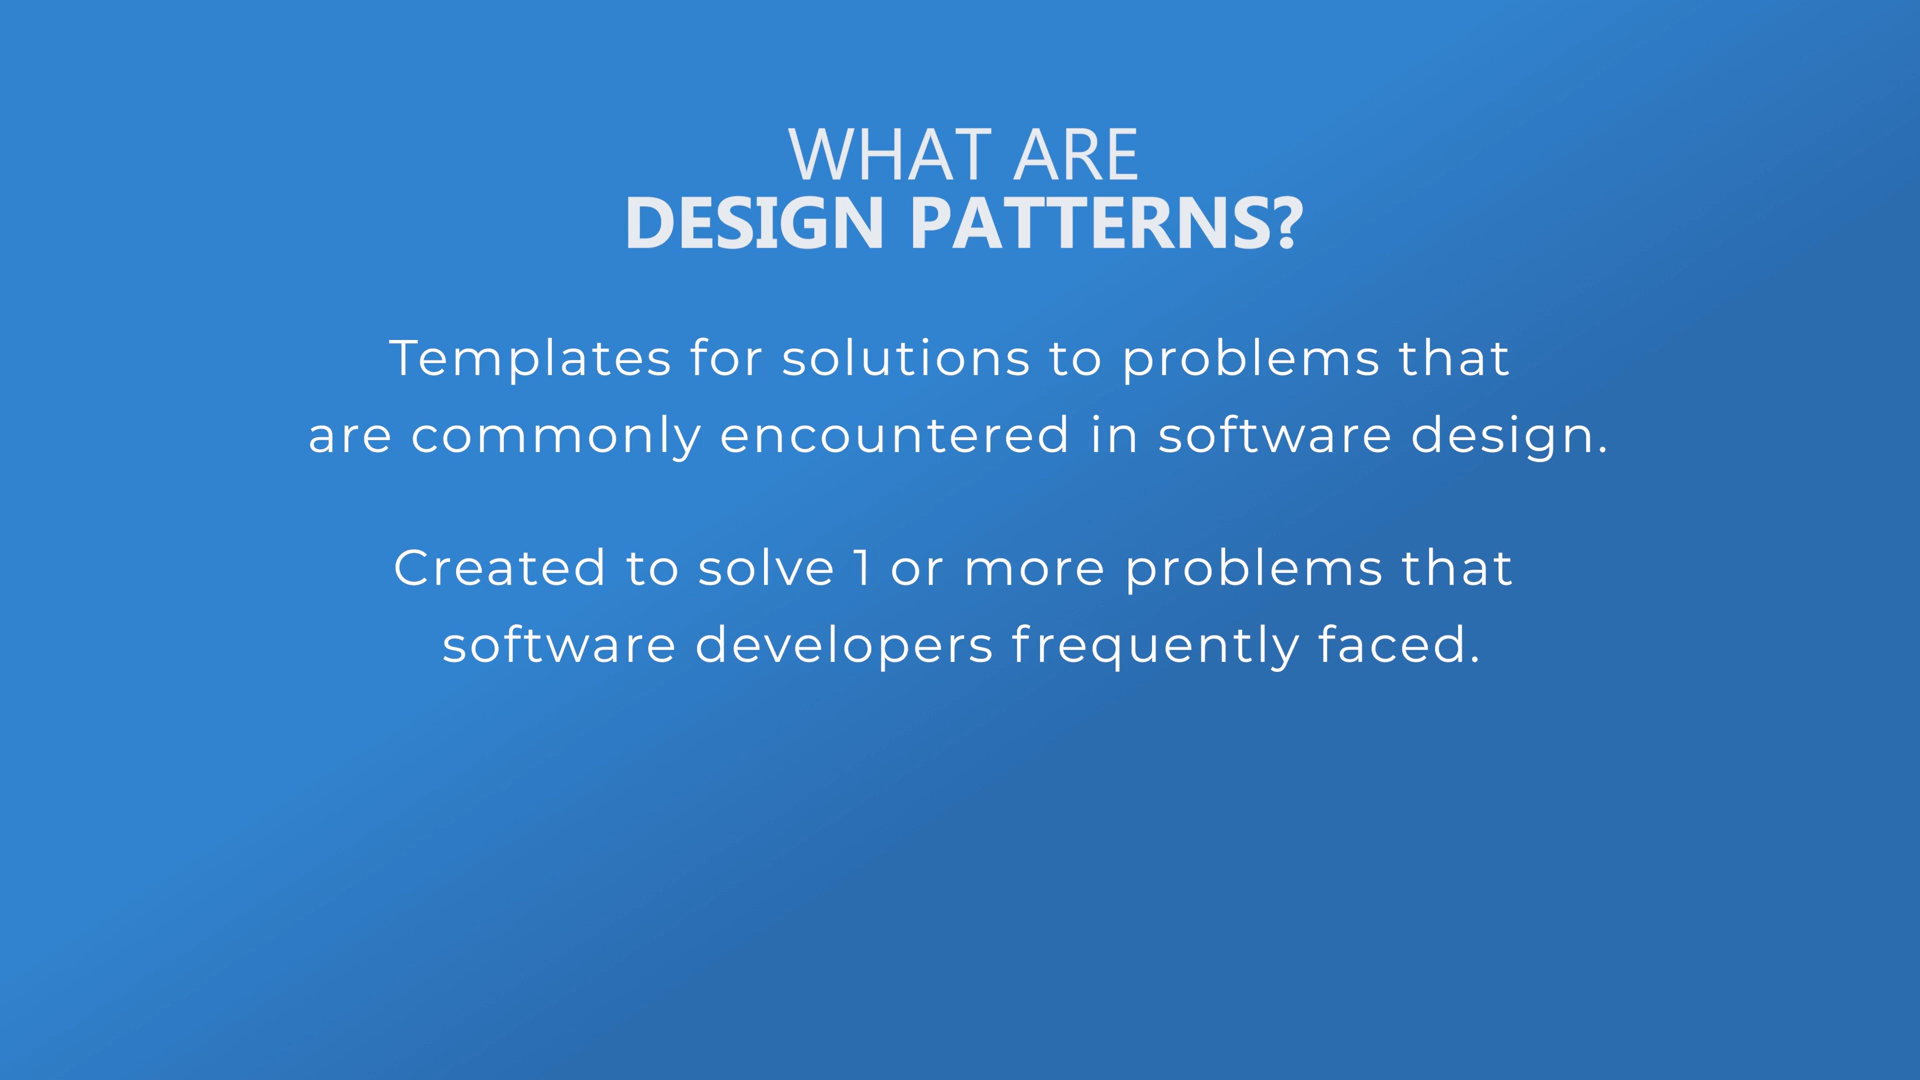 WHAT ARE
DESIGN PATTERNS?
Templates for solutions to problems that
are commonly encountered in software design.
Created to solve 1 or more problems that
software developers frequently faced.